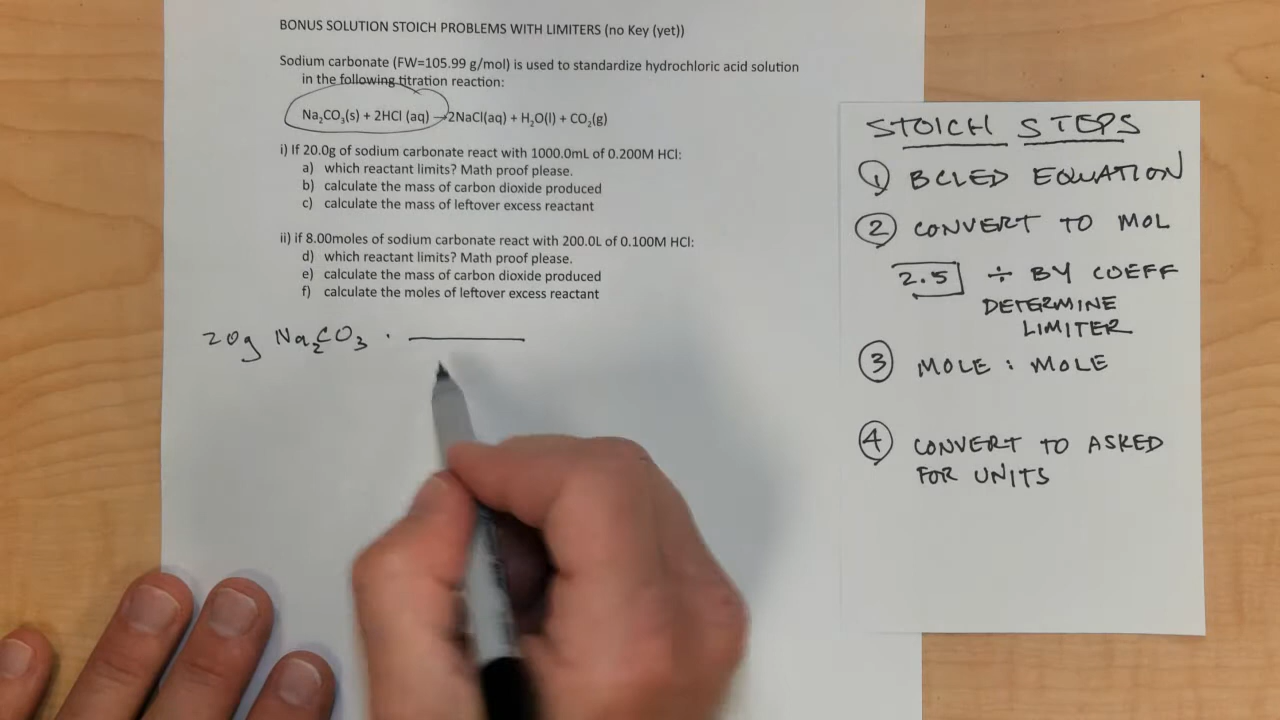 BONUS SOLUTION STOICH PROBLEMS WITH LIMITERS (no Key (yet))
Sodium carbonate (FW=105.99 g/mol) is used to standardize hydrochloric acid solution
in the following titration reaction:
Na₂CO₃(s) + 2HCl (aq) → 2NaCl(aq) + H₂O(l) + CO₂(g)
i) If 20.0g of sodium carbonate react with 1000.0mL of 0.200M HCl:
a) which reactant limits? Math proof please.
b) calculate the mass of carbon dioxide produced
c) calculate the mass of leftover excess reactant
ii) if 8.00moles of sodium carbonate react with 200.0L of 0.100M HCl:
d) which reactant limits? Math proof please.
e) calculate the mass of carbon dioxide produced
f) calculate the moles of leftover excess reactant
20g Na₂CO₃ ·
STOICH STEPS
① BCLED EQUATION
② CONVERT TO MOL
2.5 ÷ BY COEFF
DETERMINE
LIMITER
③ MOLE : MOLE
④ CONVERT TO ASKED
FOR UNITS